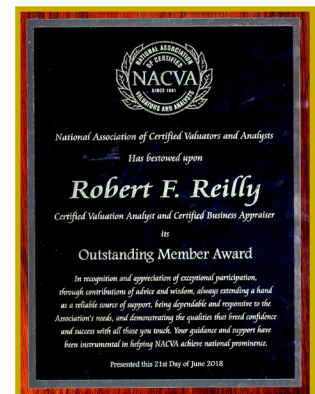 NATIONAL ASSOCIATION
OF CERTIFIED
NACVA
SINCE 1991
VALUATORS AND ANALYSTS
National Association of Certified Valuators and Analysts
Has bestowed upon
Robert F. Reilly
Certified Valuation Analyst and Certified Business Appraiser
its
Outstanding Member Award
In recognition and appreciation of exceptional participation,
through contributions of advice and wisdom, always extending a hand
as a reliable source of support, being dependable and responsive to the
Association's needs, and demonstrating the qualities that breed confidence
and success with all those you touch. Your guidance and support have
been instrumental in helping NACVA achieve national prominence.
Presented this 21st Day of June 2018